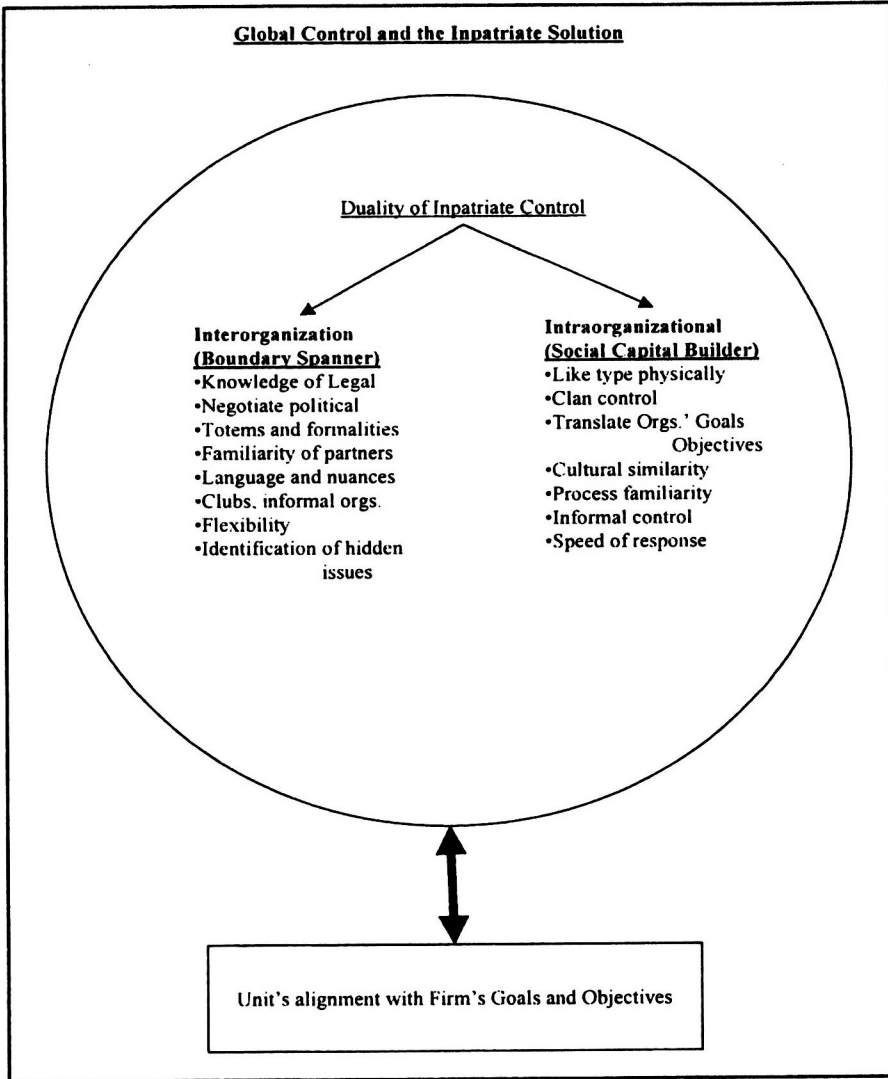 Global Control and the Inpatriate Solution
Duality of Inpatriate Control
Interorganization
(Boundary Spanner)
•Knowledge of Legal
•Negotiate political
•Totems and formalities
•Familiarity of partners
•Language and nuances
•Clubs, informal orgs.
•Flexibility
•Identification of hidden
issues
Intraorganizational
(Social Capital Builder)
•Like type physically
•Clan control
•Translate Orgs.' Goals
Objectives
•Cultural similarity
•Process familiarity
•Informal control
•Speed of response
Unit's alignment with Firm's Goals and Objectives